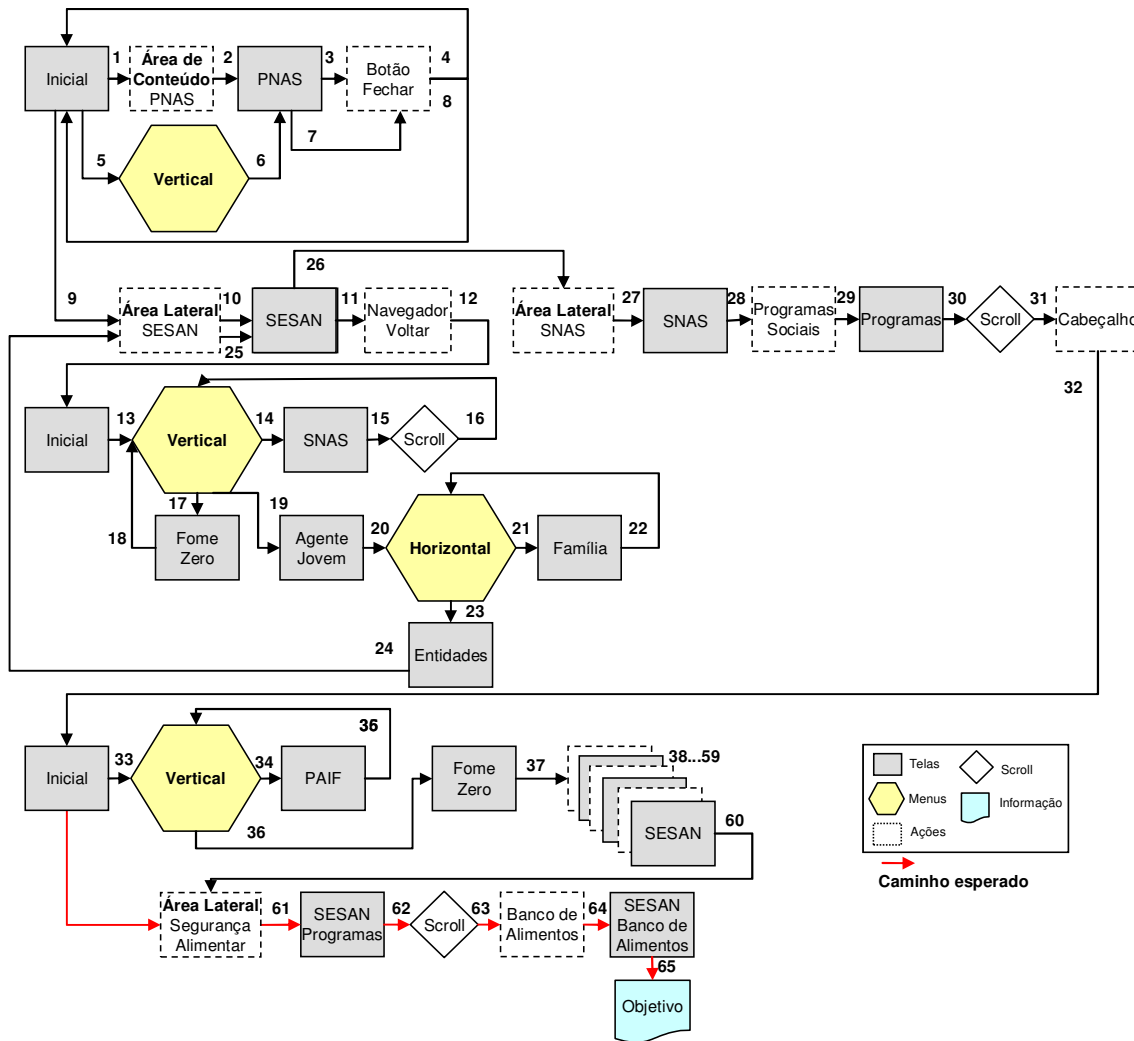 1
2
3
4
Inicial
Área de
Conteúdo
PNAS
PNAS
Botão
Fechar
8
7
5
Vertical
6
26
9
Área Lateral
SESAN
10
25
SESAN
11
Navegador
Voltar
12
Área Lateral
SNAS
27
SNAS
28
Programas
Sociais
29
Programas
30
Scroll
31
Cabeçalho
32
Inicial
13
Vertical
14
SNAS
15
Scroll
16
17
18
Fome
Zero
19
Agente
Jovem
20
Horizontal
21
Família
22
23
24
Entidades
Inicial
33
Vertical
34
PAIF
36
36
Fome
Zero
37
38...59
SESAN
60
Telas
Scroll
Menus
Informação
Ações
Caminho esperado
Área Lateral
Segurança
Alimentar
61
SESAN
Programas
62
Scroll
63
Banco de
Alimentos
64
SESAN
Banco de
Alimentos
65
Objetivo